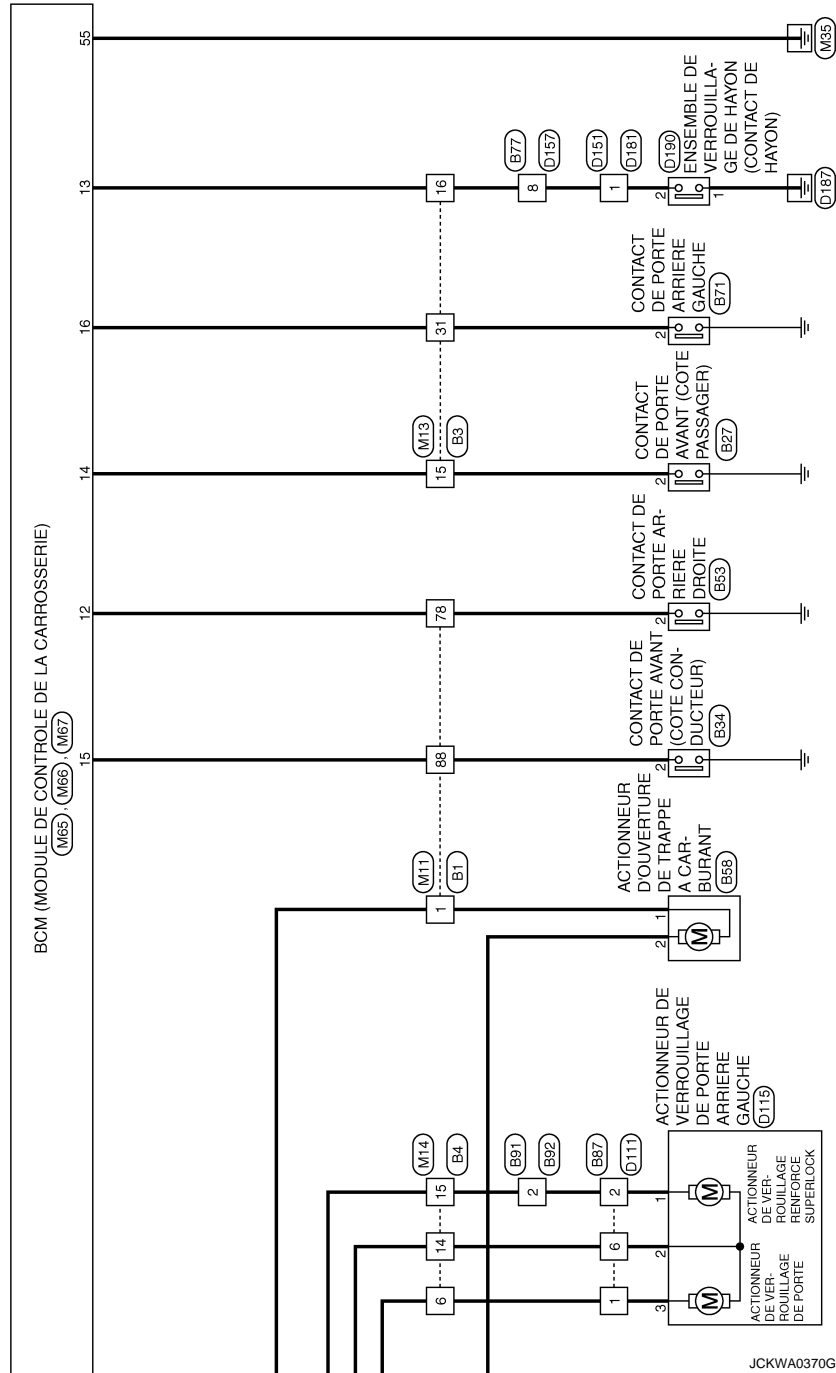 BCM (MODULE DE CONTROLE DE LA CARROSSERIE)
M65 , M66 , M67
15
12
14
16
13
55
M11
B1
1
88
78
M13
B3
15
31
16
B77
D157
8
D151
D181
1
M14
B4
6
14
15
B91
B92
2
B87
D111
1
6
2
ACTIONNEUR DE
VERROUILLAGE
DE PORTE
ARRIERE
GAUCHE
D115
3
2
1
M
M
ACTIONNEUR
DE VER-
ROUILLAGE
DE PORTE
ACTIONNEUR
DE VER-
ROUILLAGE
RENFORCE
SUPERLOCK
ACTIONNEUR
D'OUVERTURE
DE TRAPPE
A CAR-
BURANT
B58
2
1
M
CONTACT DE
PORTE AVANT
(COTE CON-
DUCTEUR)
B34
2
CONTACT DE
PORTE AR-
RIERE
DROITE
B53
2
CONTACT
DE PORTE
AVANT (COTE
PASSAGER)
B27
2
CONTACT
DE PORTE
ARRIERE
GAUCHE
B71
2
D190
ENSEMBLE DE
VERROUILLA-
GE DE HAYON
(CONTACT DE
HAYON)
2
1
D187
M35
JCKWA0370G